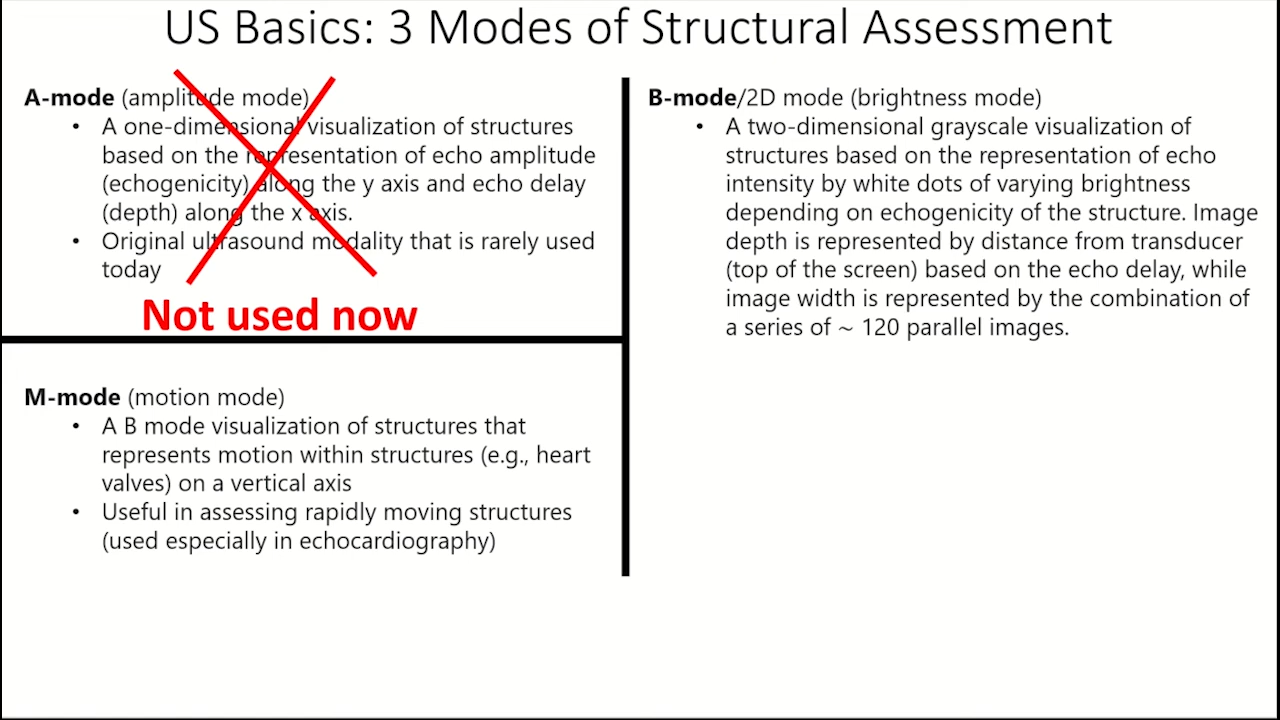 US Basics: 3 Modes of Structural Assessment
A-mode (amplitude mode)
• A one-dimensional visualization of structures
based on the representation of echo amplitude
(echogenicity) along the y axis and echo delay
(depth) along the x axis.
• Original ultrasound modality that is rarely used
today
Not used now
M-mode (motion mode)
• A B mode visualization of structures that
represents motion within structures (e.g., heart
valves) on a vertical axis
• Useful in assessing rapidly moving structures
(used especially in echocardiography)
B-mode/2D mode (brightness mode)
• A two-dimensional grayscale visualization of
structures based on the representation of echo
intensity by white dots of varying brightness
depending on echogenicity of the structure. Image
depth is represented by distance from transducer
(top of the screen) based on the echo delay, while
image width is represented by the combination of
a series of ~ 120 parallel images.